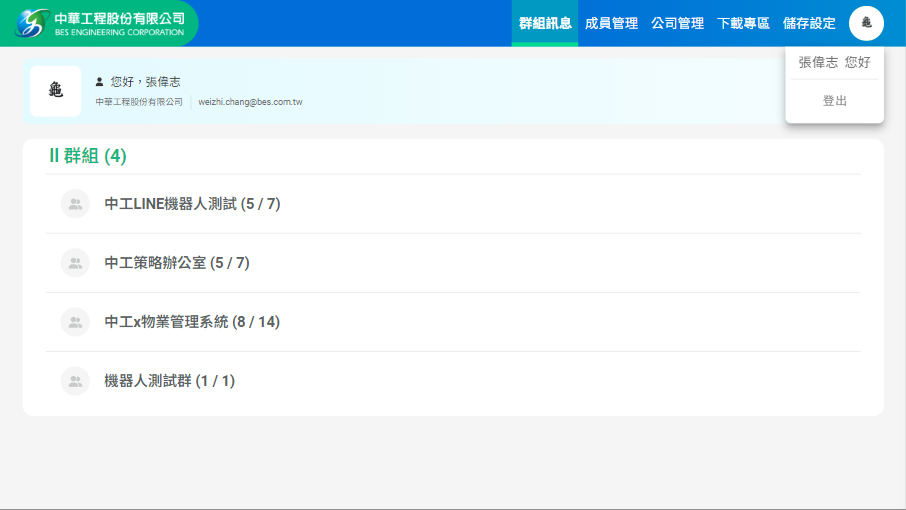 中華工程股份有限公司
BES ENGINEERING CORPORATION
群組訊息 成員管理 公司管理 下載專區 儲存設定 龜
張偉志 您好
登出
龜
您好，張偉志
中華工程股份有限公司 weizhi.chang@bes.com.tw
群組 (4)
中工LINE機器人測試 (5 / 7)
中工策略辦公室 (5 / 7)
中工x物業管理系統 (8 / 14)
機器人測試群 (1 / 1)